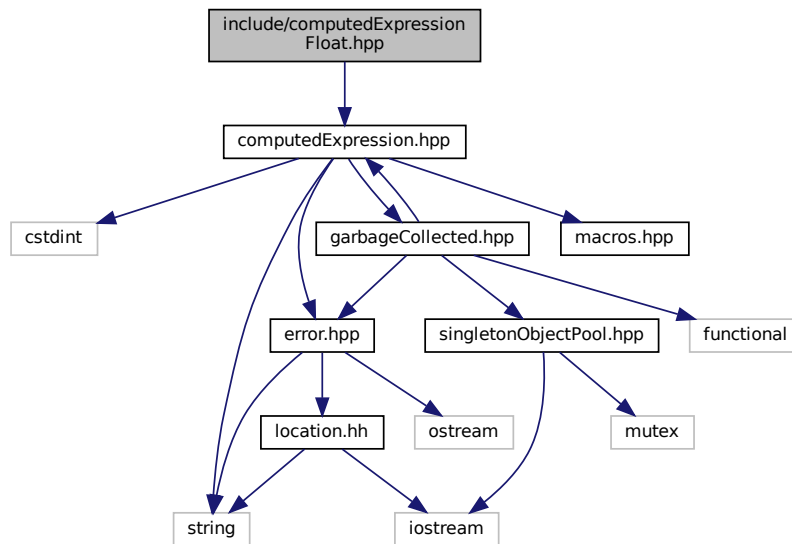 include/computedExpression
Float.hpp
computedExpression.hpp
cstdint
garbageCollected.hpp
macros.hpp
error.hpp
singletonObjectPool.hpp
functional
location.hh
ostream
mutex
string
iostream